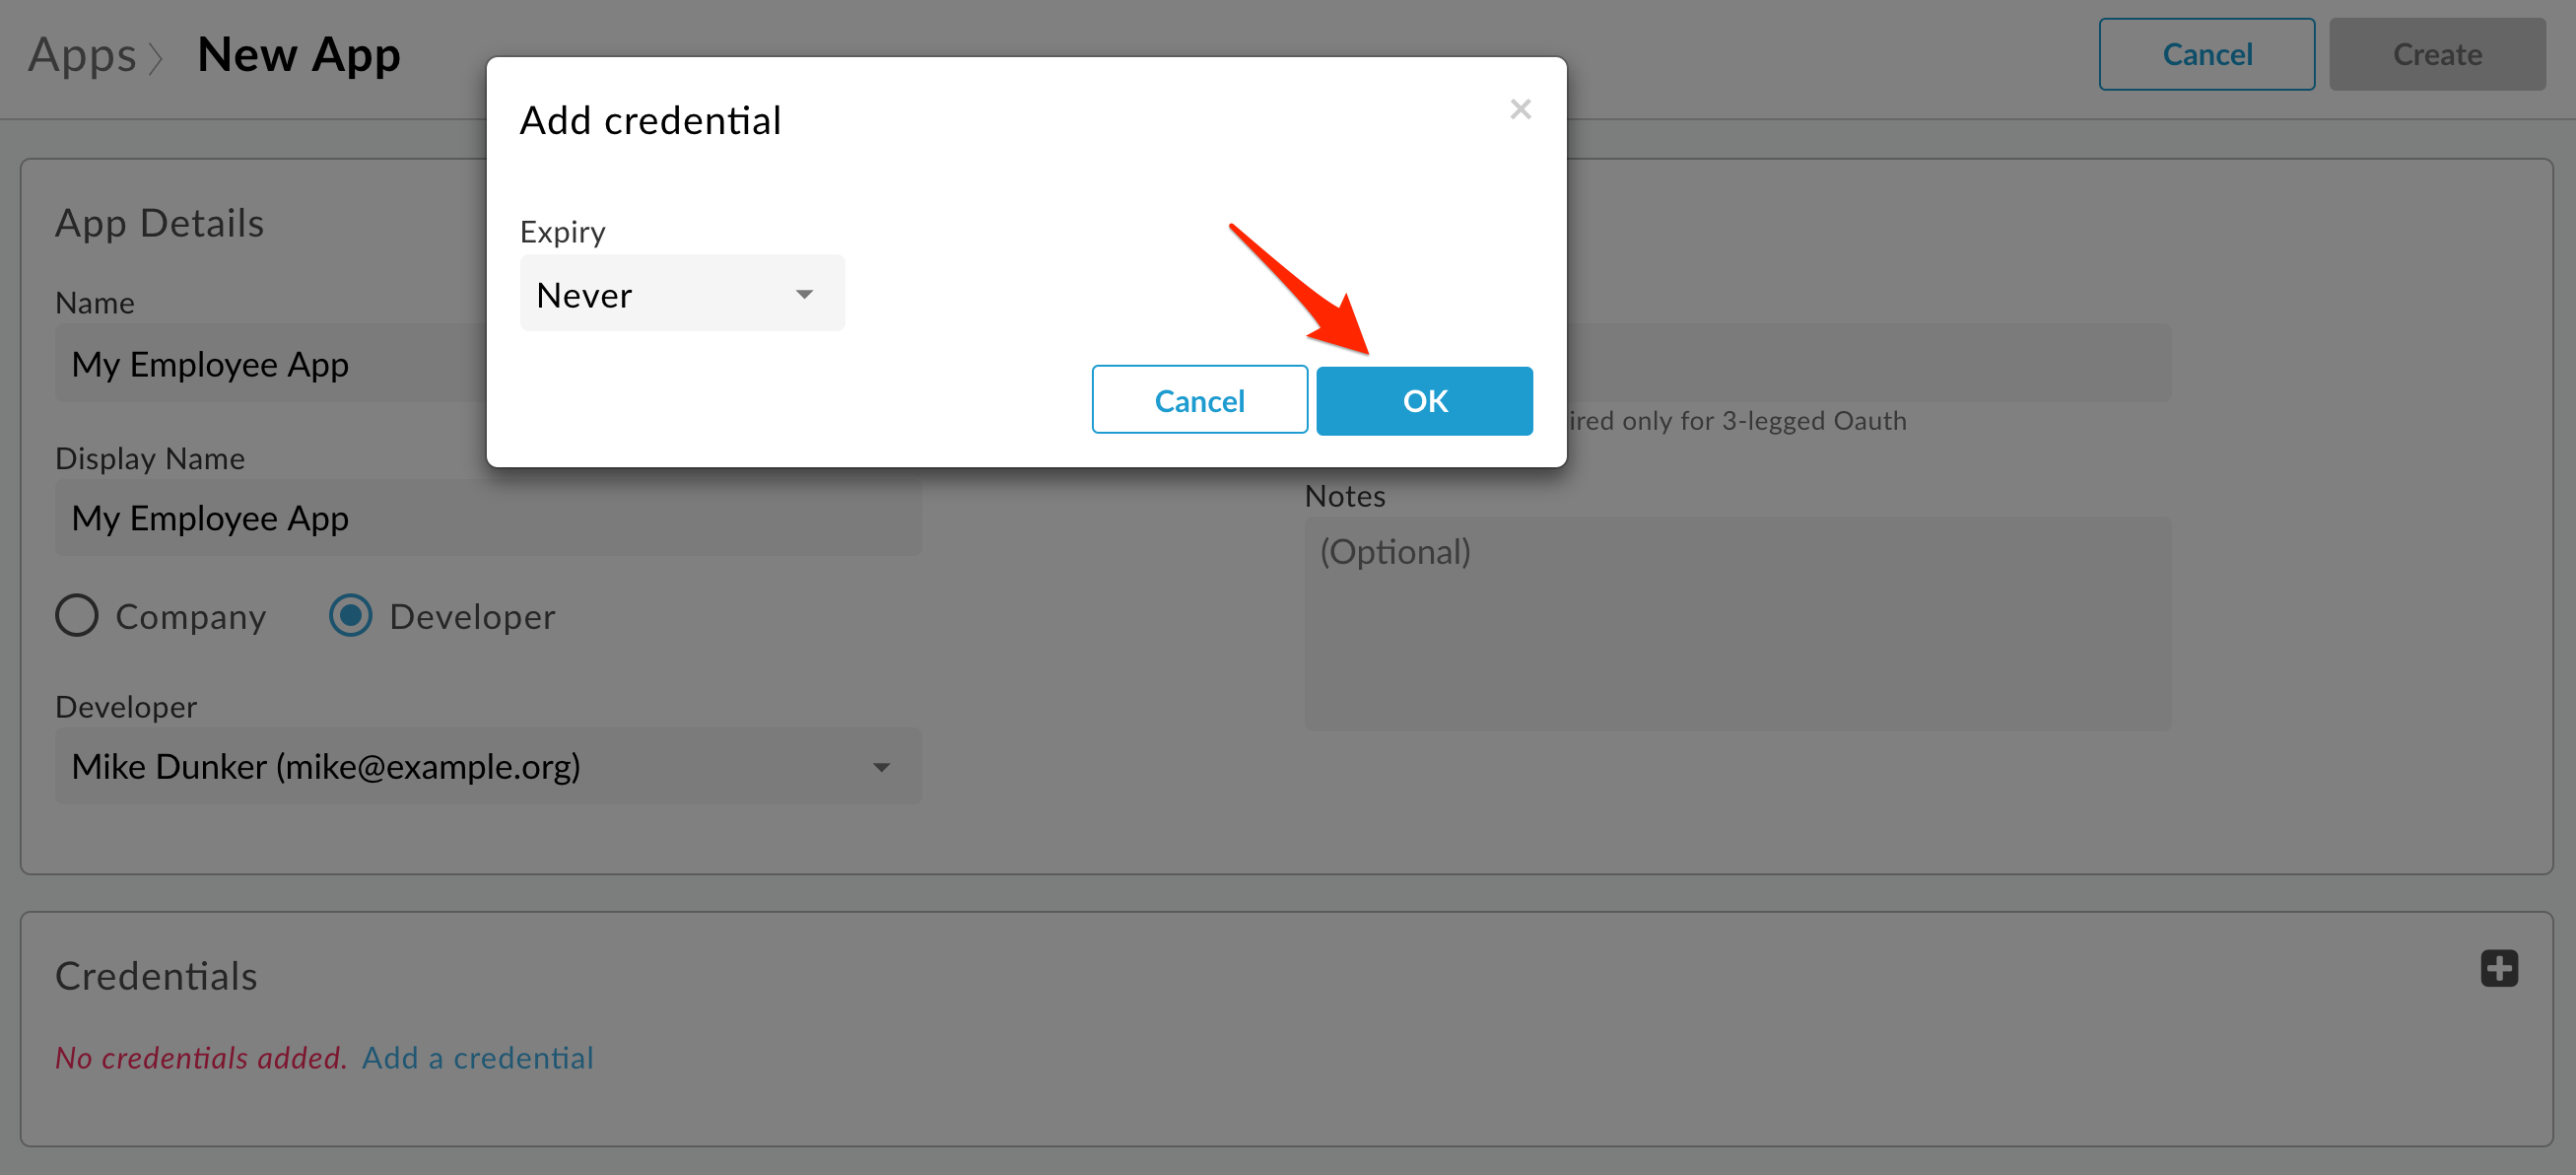 Apps New App
Cancel Create
Add credential
Expiry
Never
Cancel OK
App Details
Name
My Employee App
Display Name
My Employee App
Company Developer
Developer
Mike Dunker (mike@example.org)
only for 3-legged Oauth
Notes
(Optional)
Credentials
No credentials added. Add a credential